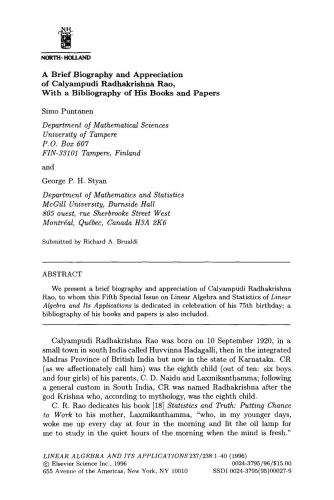 NH
NORTH-HOLLAND
A Brief Biography and Appreciation
of Calyampudi Radhakrishna Rao,
With a Bibliography of His Books and Papers
Simo Puntanen
Department of Mathematical Sciences
University of Tampere
P.O. Box 607
FIN-33101 Tampere, Finland
and
George P. H. Styan
Department of Mathematics and Statistics
McGill University, Burnside Hall
805 ouest, rue Sherbrooke Street West
Montréal, Québec, Canada H3A 2K6
Submitted by Richard A. Brualdi
ABSTRACT
We present a brief biography and appreciation of Calyampudi Radhakrishna
Rao, to whom this Fifth Special Issue on Linear Algebra and Statistics of Linear
Algebra and Its Applications is dedicated in celebration of his 75th birthday; a
bibliography of his books and papers is also included.
Calyampudi Radhakrishna Rao was born on 10 September 1920, in a
small town in south India called Huvvinna Hadagalli, then in the integrated
Madras Province of British India but now in the state of Karnataka. CR
(as we affectionately call him) was the eighth child (out of ten: six boys
and four girls) of his parents, C. D. Naidu and Laxmikanthamma; following
a general custom in South India, CR was named Radhakrishna after the
god Krishna who, according to mythology, was the eighth child.
C. R. Rao dedicates his book [18] Statistics and Truth: Putting Chance
to Work to his mother, Laxmikanthamma, “who, in my younger days,
woke me up every day at four in the morning and lit the oil lamp for
me to study in the quiet hours of the morning when the mind is fresh.”
LINEAR ALGEBRA AND ITS APPLICATIONS 237/238:1-40 (1996)
© Elsevier Science Inc., 1996 0024-3795/96/$15.00
655 Avenue of the Americas, New York, NY 10010 SSDI 0024-3795(95)00027-9